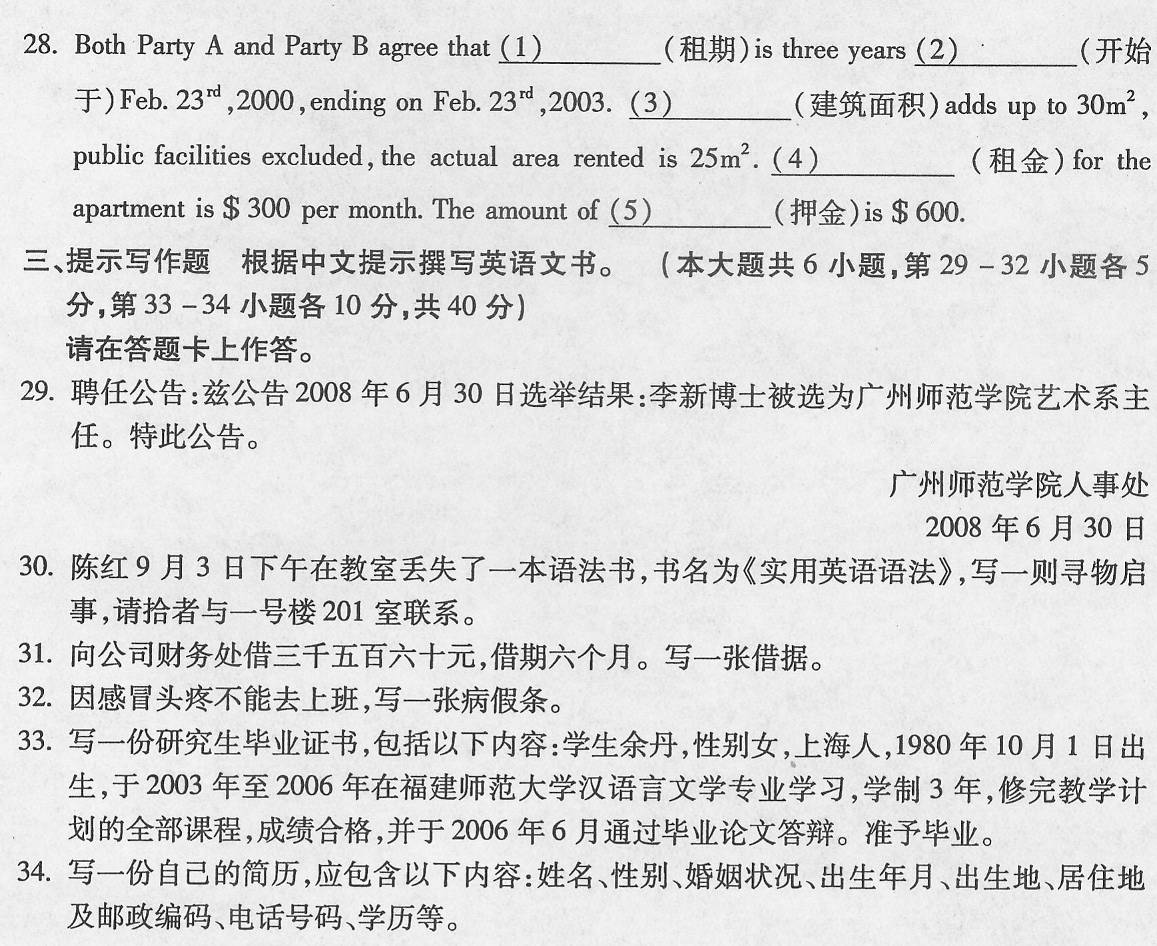 28. Both Party A and Party B agree that (1)________(租期)is three years (2)________(开始
于)Feb. 23rd,2000,ending on Feb. 23rd,2003. (3)________(建筑面积)adds up to 30m²,
public facilities excluded,the actual area rented is 25m². (4)________(租金)for the
apartment is $300 per month. The amount of (5)________(押金)is $600.
三、提示写作题 根据中文提示撰写英语文书。 (本大题共6小题,第29-32小题各5
分,第33-34小题各10分,共40分)
请在答题卡上作答。
29. 聘任公告:兹公告2008年6月30日选举结果:李新博士被选为广州师范学院艺术系主
任。特此公告。
广州师范学院人事处
2008年6月30日
30. 陈红9月3日下午在教室丢失了一本语法书,书名为《实用英语语法》,写一则寻物启
事,请拾者与一号楼201室联系。
31. 向公司财务处借三千五百六十元,借期六个月。写一张借据。
32. 因感冒头疼不能去上班,写一张病假条。
33. 写一份研究生毕业证书,包括以下内容:学生余丹,性别女,上海人,1980年10月1日出
生,于2003年至2006年在福建师范大学汉语言文学专业学习,学制3年,修完教学计
划的全部课程,成绩合格,并于2006年6月通过毕业论文答辩。准予毕业。
34. 写一份自己的简历,应包含以下内容:姓名、性别、婚姻状况、出生年月、出生地、居住地
及邮政编码、电话号码、学历等。